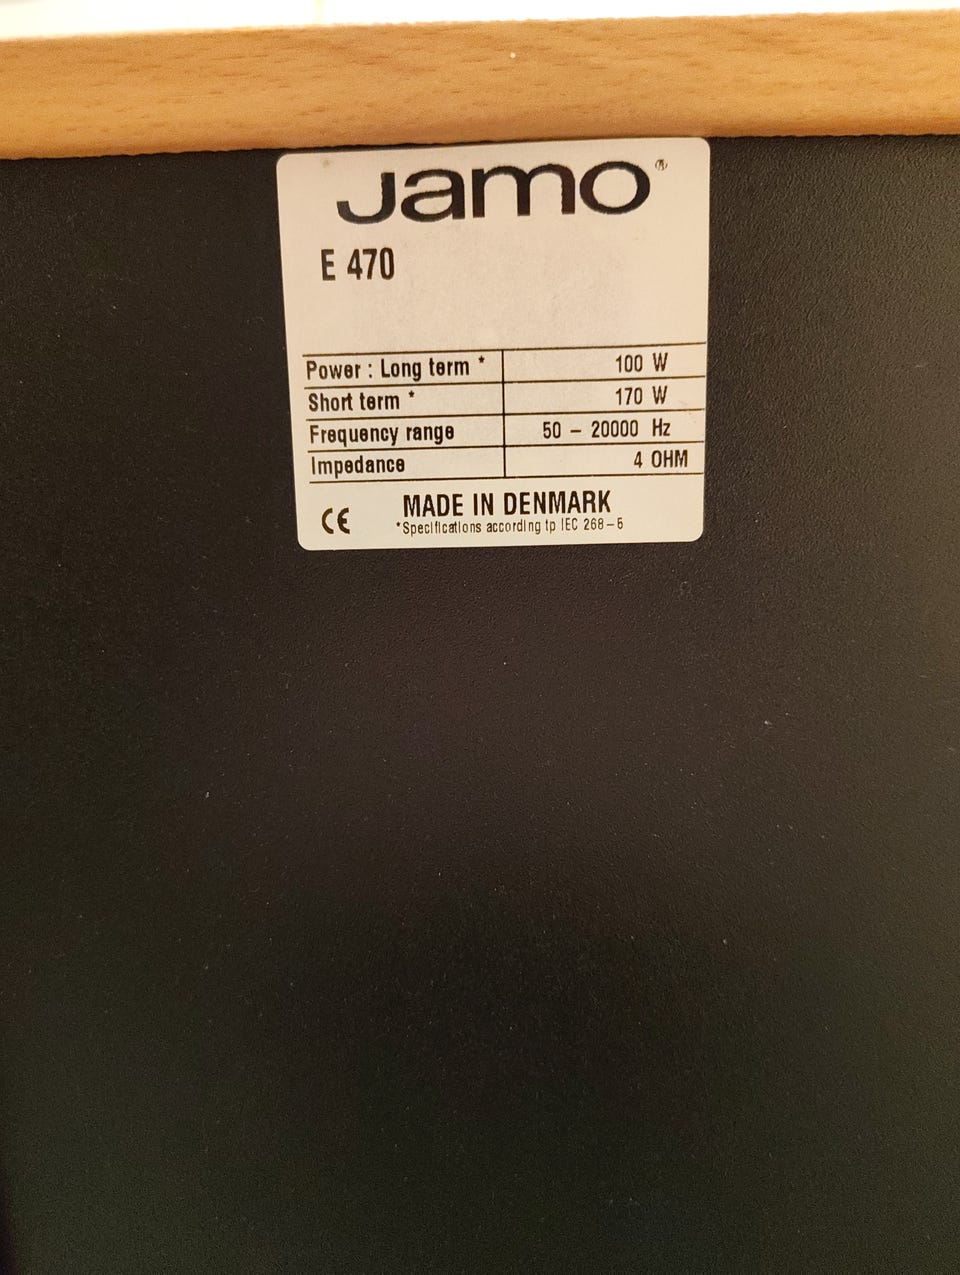 Jamo®
E 470
Power : Long term * 100 W
Short term * 170 W
Frequency range 50 – 20000 Hz
Impedance 4 OHM
CE MADE IN DENMARK
*Specifications according tp IEC 268–5